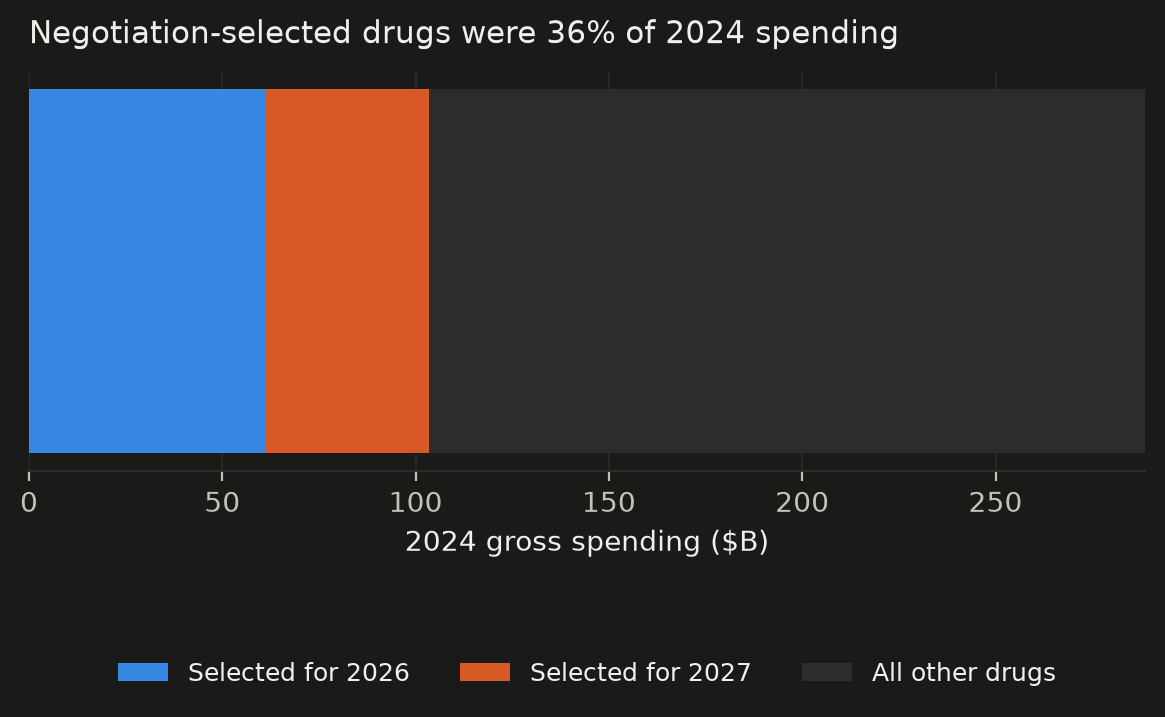 Negotiation-selected drugs were 36% of 2024 spending
0 50 100 150 200 250
2024 gross spending ($B)
Selected for 2026 Selected for 2027 All other drugs